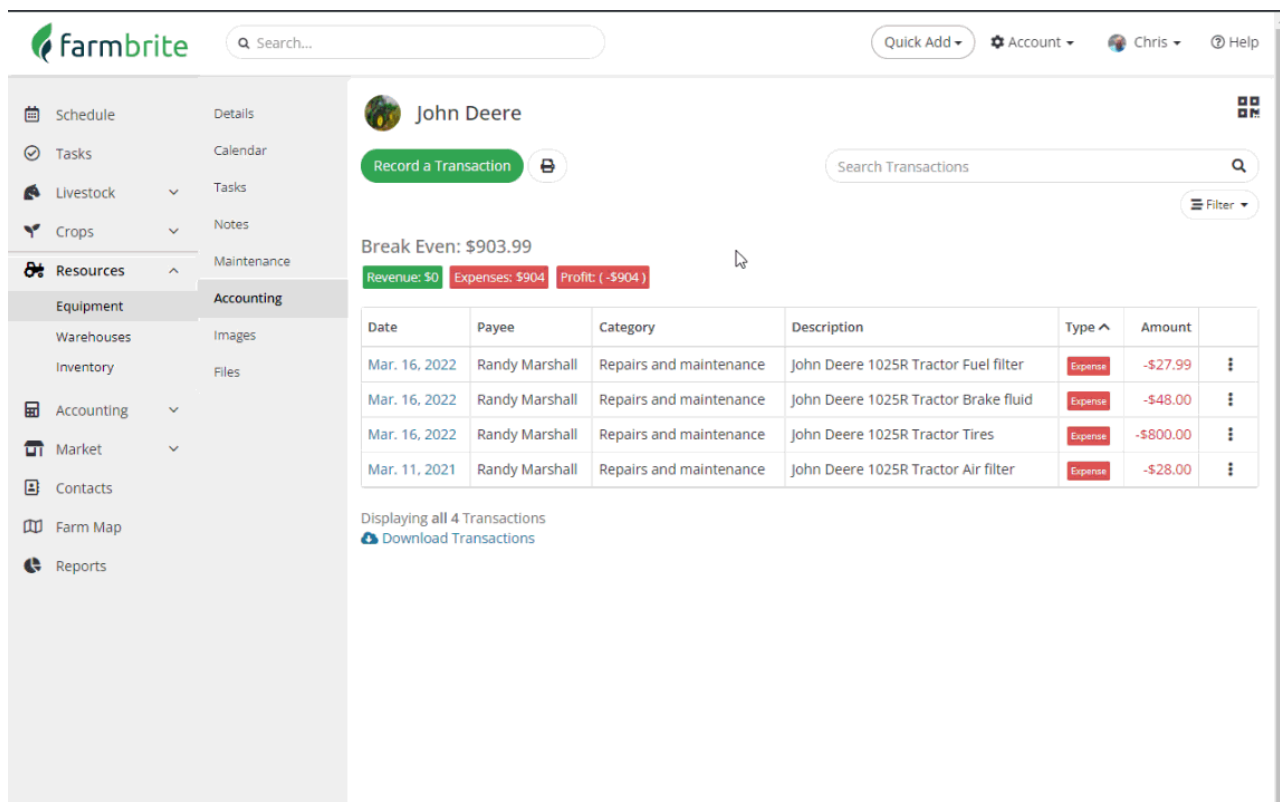 farmbrite
Search...
Quick Add
Account
Chris
Help
Schedule
Tasks
Livestock
Crops
Resources
Equipment
Warehouses
Inventory
Accounting
Market
Contacts
Farm Map
Reports
Details
Calendar
Tasks
Notes
Maintenance
Accounting
Images
Files
John Deere
Record a Transaction
Search Transactions
Filter
Break Even: $903.99
Revenue: $0 Expenses: $904 Profit: ( -$904 )
Date Payee Category Description Type Amount
Mar. 16, 2022 Randy Marshall Repairs and maintenance John Deere 1025R Tractor Fuel filter Expense -$27.99
Mar. 16, 2022 Randy Marshall Repairs and maintenance John Deere 1025R Tractor Brake fluid Expense -$48.00
Mar. 16, 2022 Randy Marshall Repairs and maintenance John Deere 1025R Tractor Tires Expense -$800.00
Mar. 11, 2021 Randy Marshall Repairs and maintenance John Deere 1025R Tractor Air filter Expense -$28.00
Displaying all 4 Transactions
Download Transactions